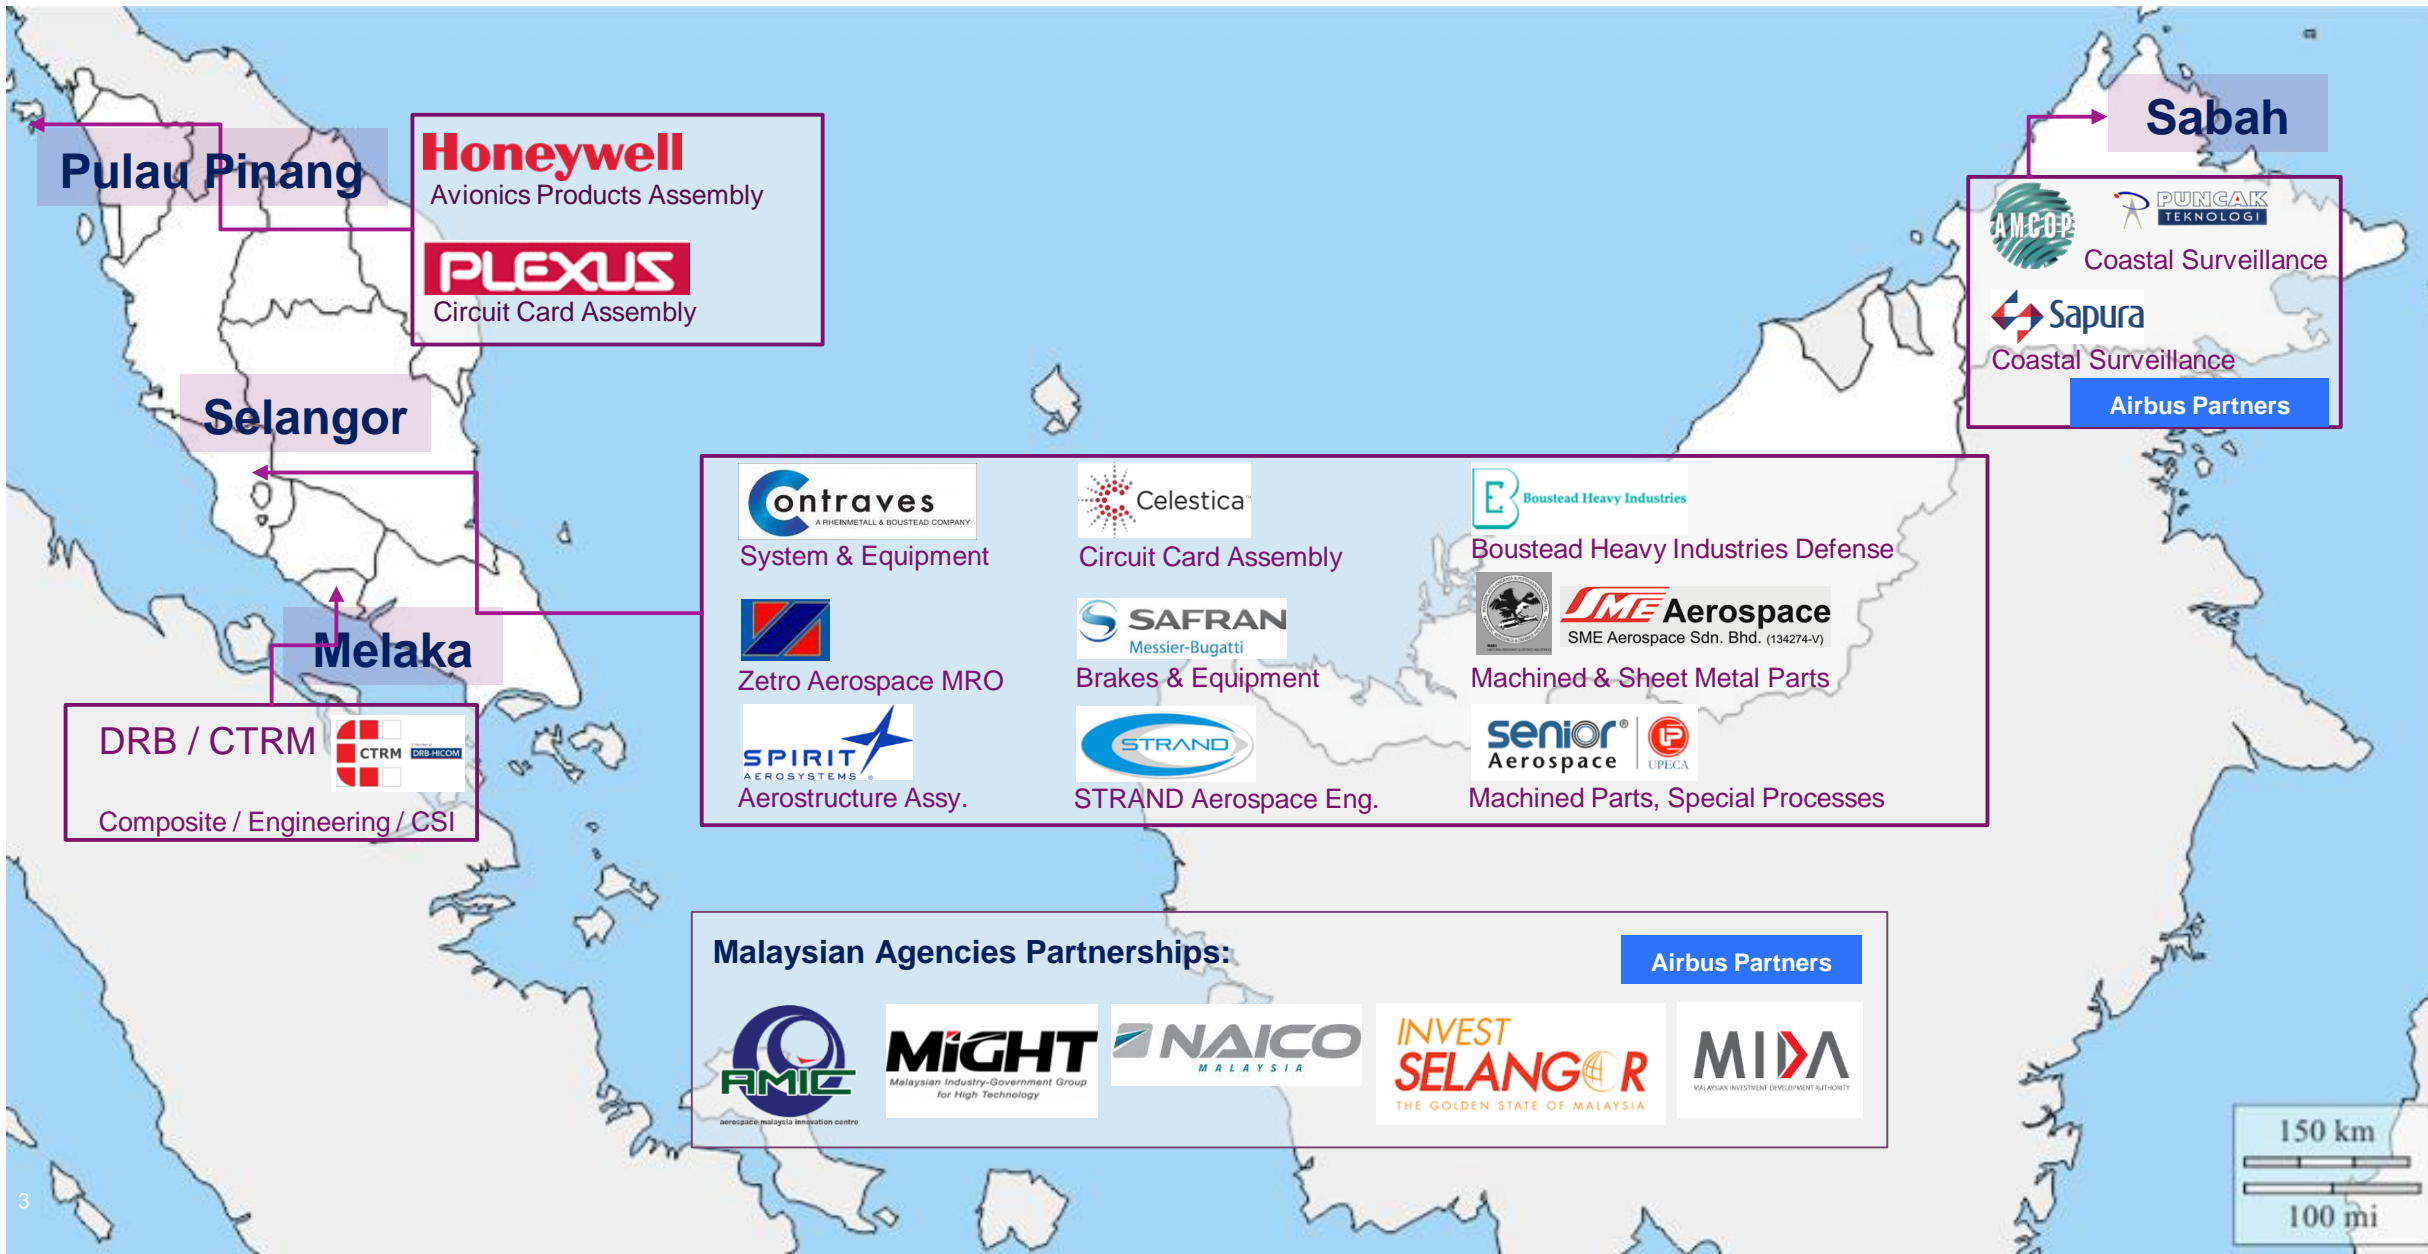 Pulau Pinang
Honeywell
Avionics Products Assembly
PLEXUS
Circuit Card Assembly
Sabah
AMCOP
PUNCAK
TEKNOLOGI
Coastal Surveillance
Sapura
Coastal Surveillance
Airbus Partners
Selangor
Contraves
A RHEINMETALL & BOUSTEAD COMPANY
System & Equipment
Celestica
Circuit Card Assembly
Boustead Heavy Industries
Boustead Heavy Industries Defense
Zetro Aerospace MRO
SAFRAN
Messier-Bugatti
Brakes & Equipment
SME Aerospace
SME Aerospace Sdn. Bhd. (134274-V)
Machined & Sheet Metal Parts
SPIRIT
AEROSYSTEMS
Aerostructure Assy.
STRAND
STRAND Aerospace Eng.
senior®
Aerospace
UPECA
Machined Parts, Special Processes
Melaka
DRB / CTRM
CTRM
DRB-HICOM
Composite / Engineering / CSI
Malaysian Agencies Partnerships:
Airbus Partners
AMIC
aerospace malaysia innovation centre
MiGHT
Malaysian Industry-Government Group
for High Technology
NAICO
MALAYSIA
INVEST
SELANGOR
THE GOLDEN STATE OF MALAYSIA
MIDA
MALAYSIAN INVESTMENT DEVELOPMENT AUTHORITY
150 km
100 mi
3